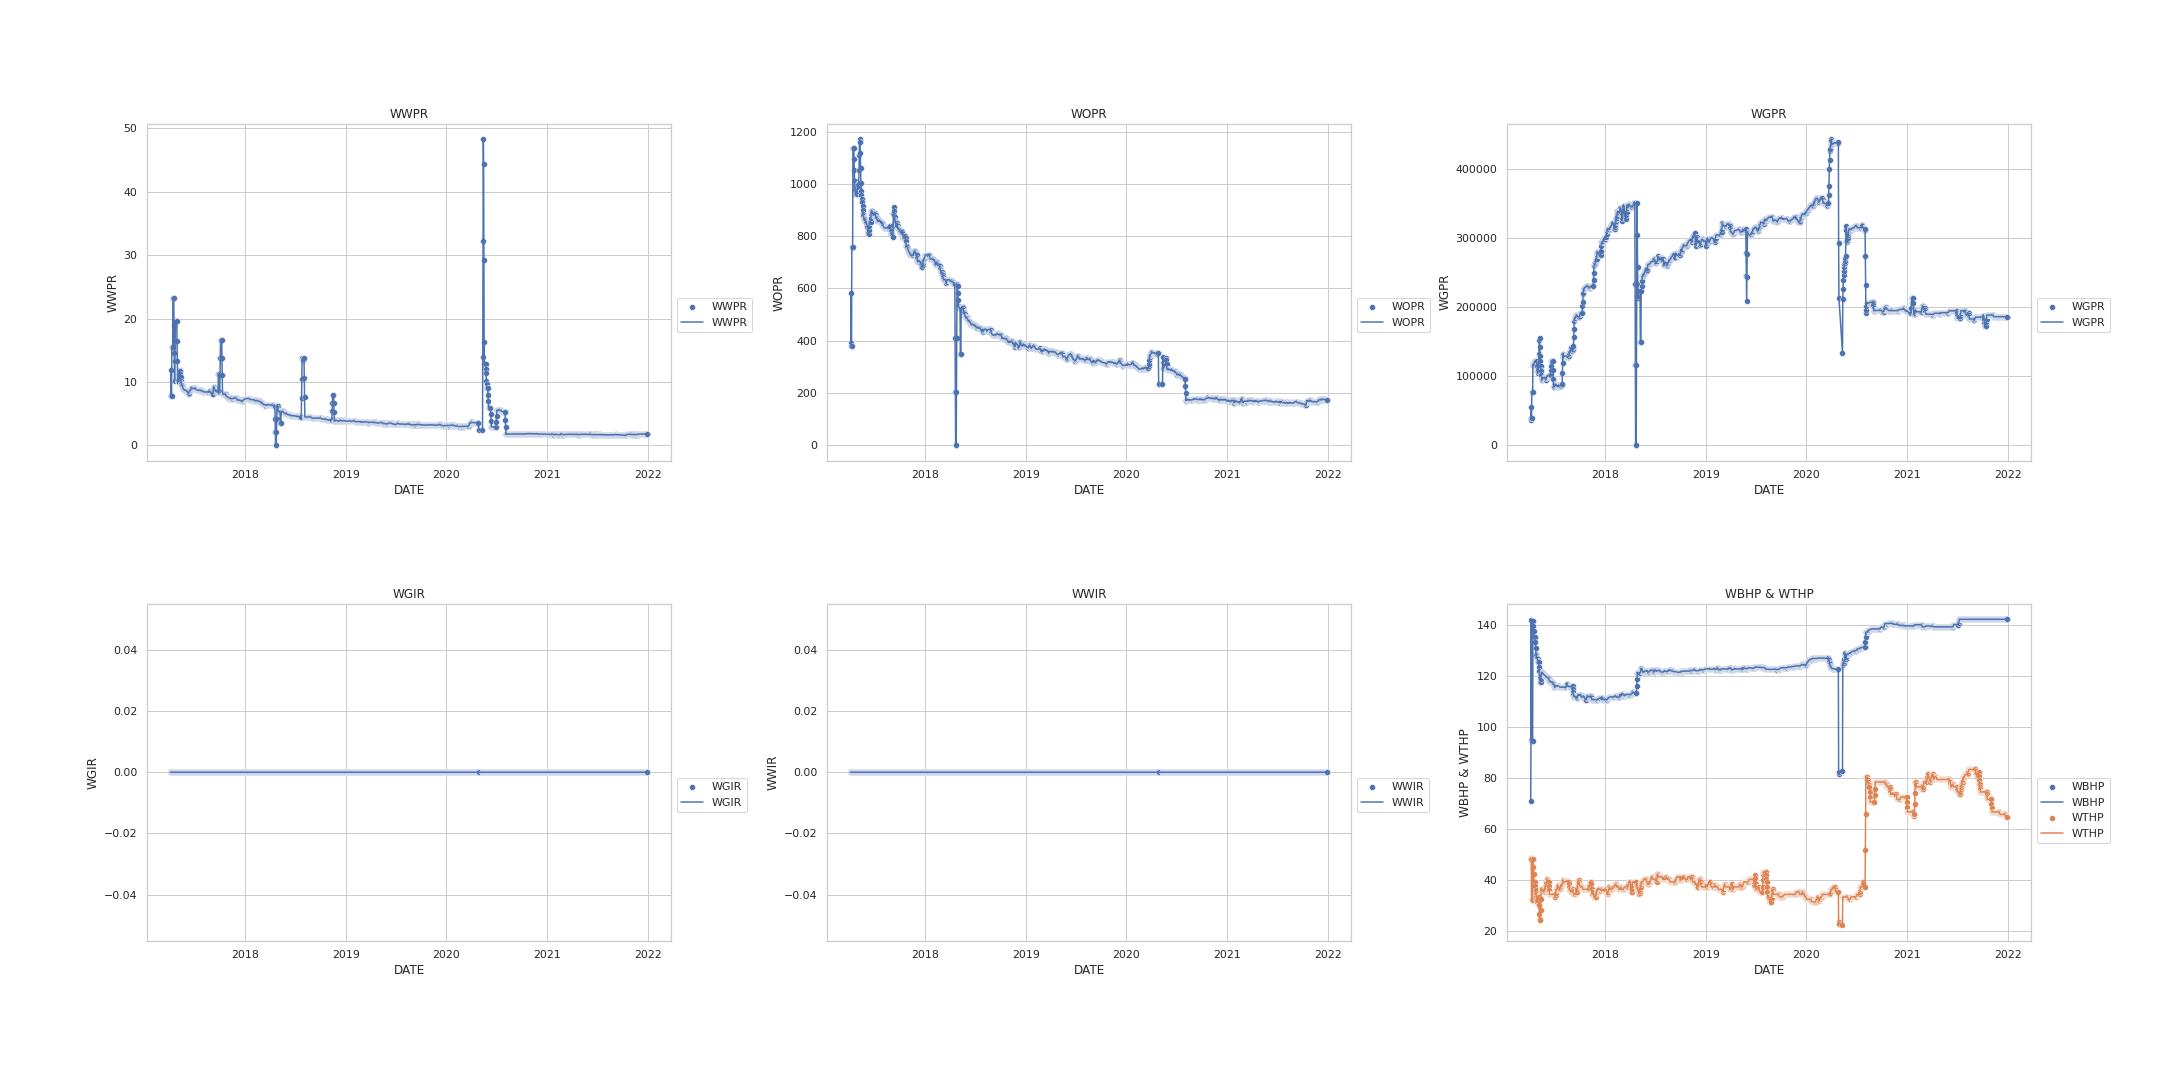 WWPR
50
40
30
20
10
0
WWPR
2018 2019 2020 2021 2022
DATE
WWPR
WWPR
WOPR
1200
1000
800
600
400
200
0
WOPR
2018 2019 2020 2021 2022
DATE
WOPR
WOPR
WGPR
400000
300000
200000
100000
0
WGPR
2018 2019 2020 2021 2022
DATE
WGPR
WGPR
WGIR
0.04
0.02
0.00
−0.02
−0.04
WGIR
2018 2019 2020 2021 2022
DATE
WGIR
WGIR
WWIR
0.04
0.02
0.00
−0.02
−0.04
WWIR
2018 2019 2020 2021 2022
DATE
WWIR
WWIR
WBHP & WTHP
140
120
100
80
60
40
20
WBHP & WTHP
2018 2019 2020 2021 2022
DATE
WBHP
WBHP
WTHP
WTHP